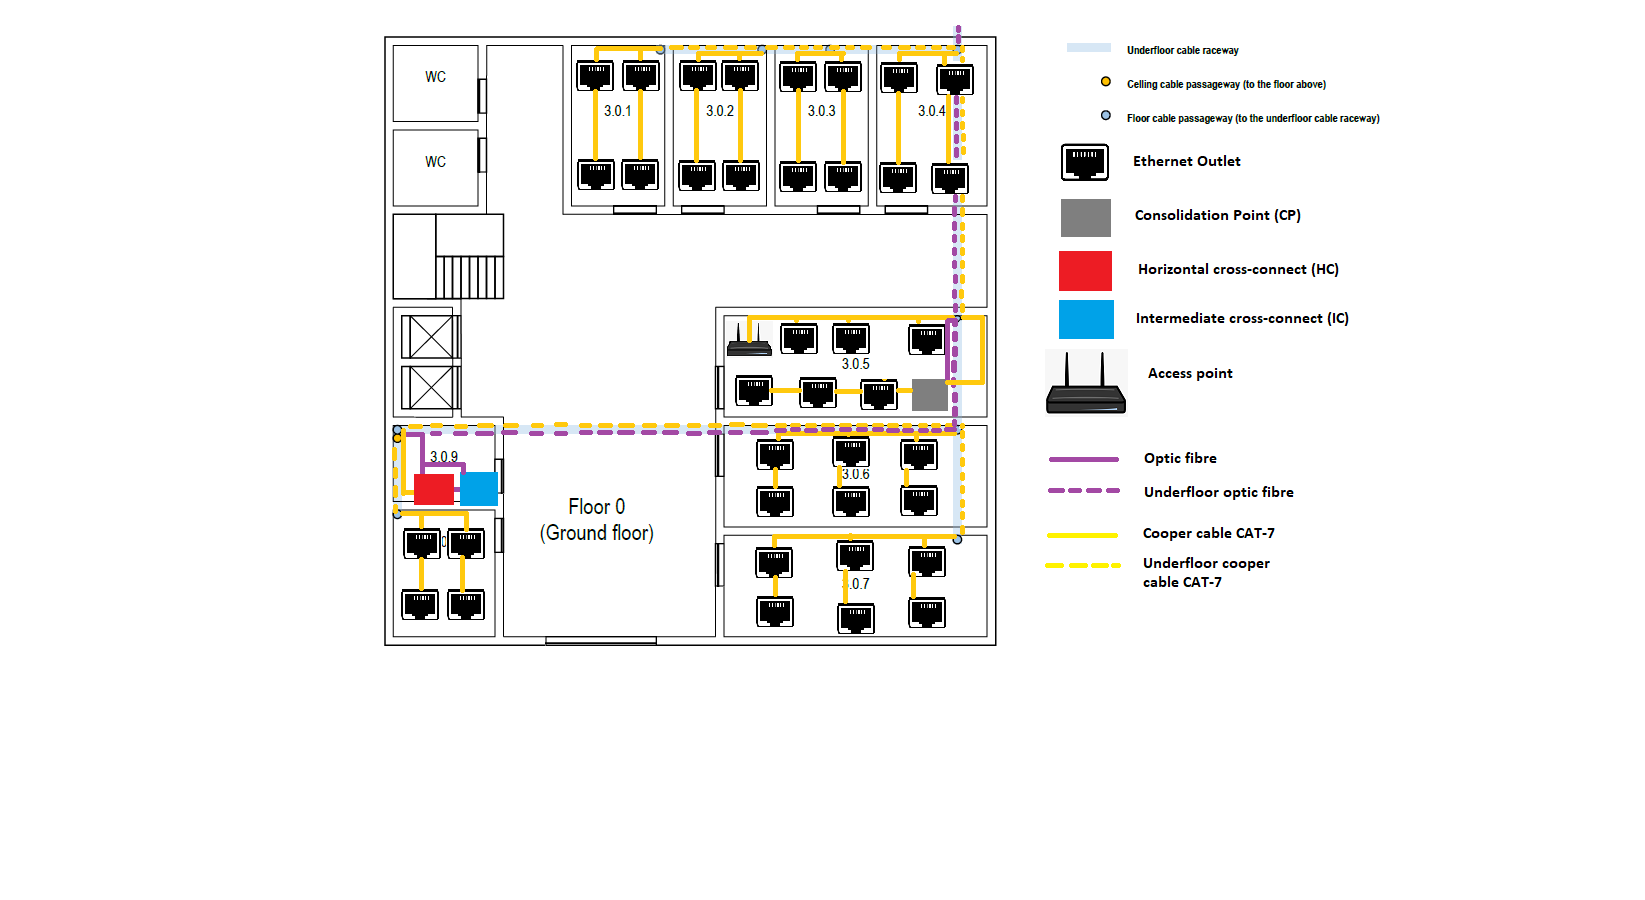 WC
WC
3.0.1
3.0.2
3.0.3
3.0.4
3.0.5
3.0.6
3.0.7
3.0.9
Floor 0
(Ground floor)
Underfloor cable raceway
Celling cable passageway (to the floor above)
Floor cable passageway (to the underfloor cable raceway)
Ethernet Outlet
Consolidation Point (CP)
Horizontal cross-connect (HC)
Intermediate cross-connect (IC)
Access point
Optic fibre
Underfloor optic fibre
Cooper cable CAT-7
Underfloor cooper
cable CAT-7